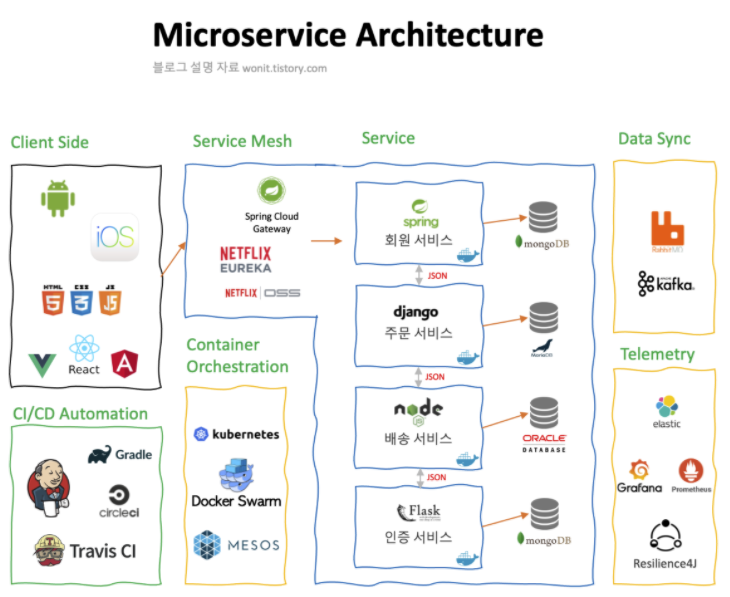 Microservice Architecture
블로그 설명 자료 wonit.tistory.com
Client Side
iOS
HTML
5
CSS
3
JS
JS
React
Service Mesh
Spring Cloud
Gateway
NETFLIX
EUREKA
NETFLIX | OSS
Service
spring
회원 서비스
mongoDB
JSON
django
주문 서비스
MariaDB
JSON
node
JS
배송 서비스
ORACLE
DATABASE
JSON
Flask
인증 서비스
mongoDB
Data Sync
RabbitMQ
kafka
Telemetry
elastic
Grafana
Prometheus
Resilience4J
Container
Orchestration
kubernetes
Docker Swarm
MESOS
CI/CD Automation
Gradle
circleci
Travis CI